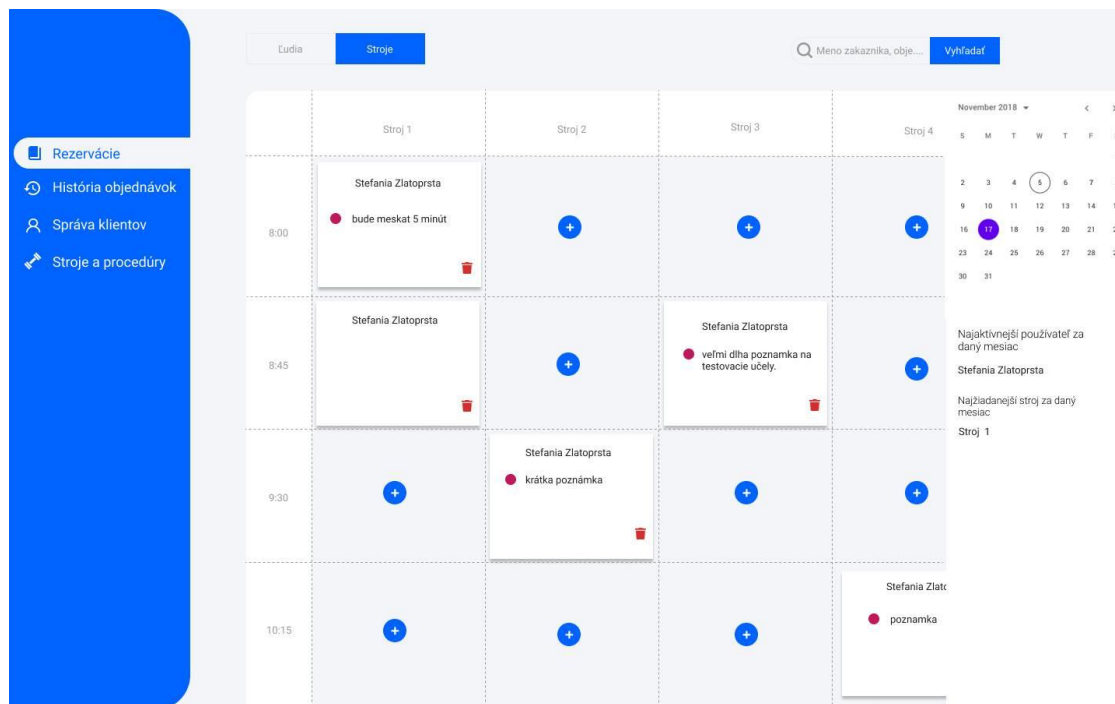 Ľudia
Stroje
Meno zakaznika, obje....
Vyhľadať
Rezervácie
História objednávok
Správa klientov
Stroje a procedúry
Stroj 1
Stroj 2
Stroj 3
Stroj 4
8:00
Stefania Zlatoprsta
bude meskat 5 minút
8:45
Stefania Zlatoprsta
Stefania Zlatoprsta
veľmi dlha poznamka na
testovacie učely.
9:30
Stefania Zlatoprsta
krátka poznámka
10:15
Stefania Zlato
poznamka
November 2018
S M T W T F
2 3 4 5 6 7
9 10 11 12 13 14
16 17 18 19 20 21
23 24 25 26 27 28
30 31
Najaktivnejší používateľ za
daný mesiac
Stefania Zlatoprsta
Najžiadanejší stroj za daný
mesiac
Stroj 1